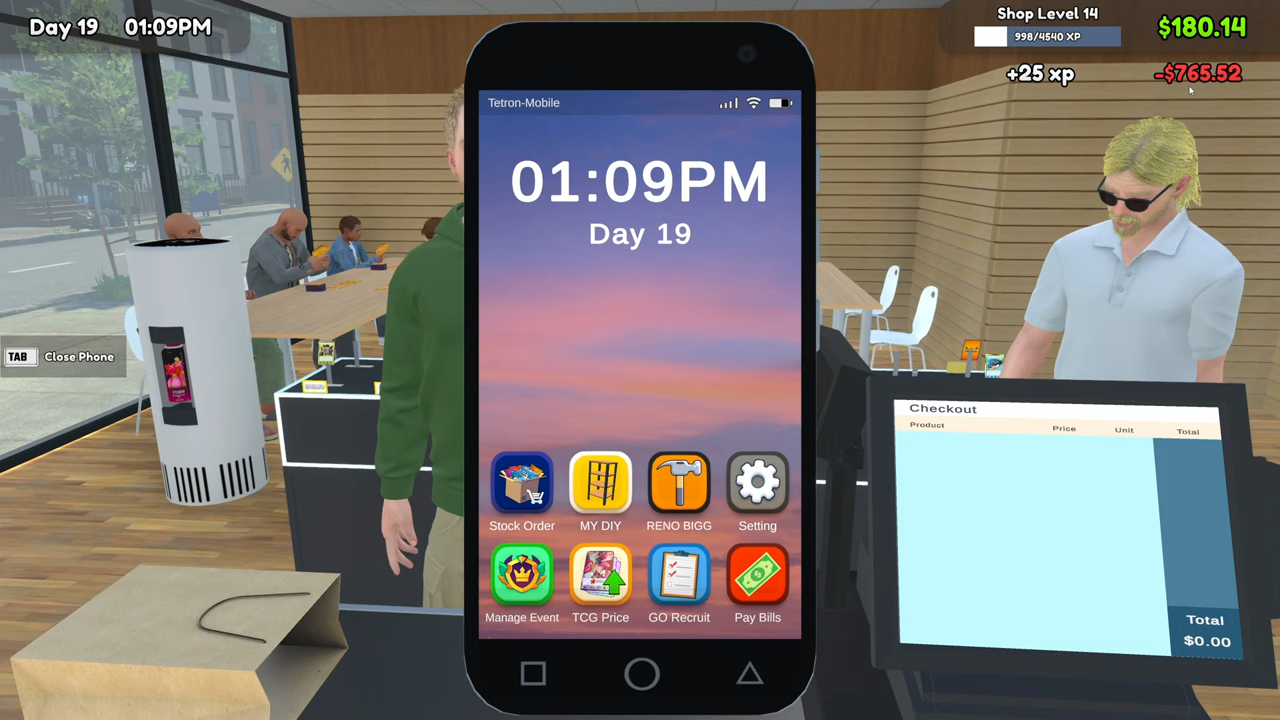 Day 19 01:09PM
Shop Level 14
998/4540 XP
$180.14
+25 xp
-$765.52
Tetron-Mobile
01:09PM
Day 19
TAB Close Phone
Stock Order
MY DIY
RENO BIGG
Setting
Manage Event
TCG Price
GO Recruit
Pay Bills
Checkout
Product Price Unit Total
Total
$0.00